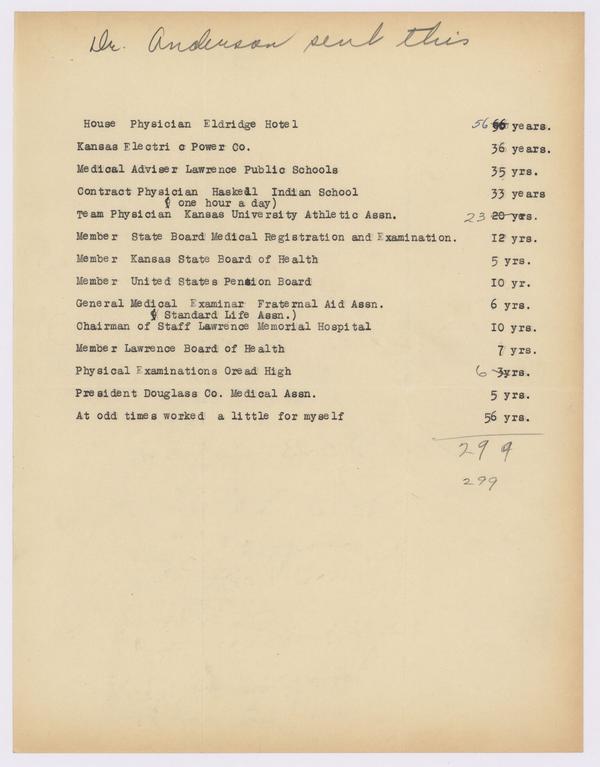 Dr. Anderson sent this
House Physician Eldridge Hotel 56 66 years.
Kansas Electri c Power Co. 36 years.
Medical Adviser Lawrence Public Schools 35 yrs.
Contract Physician Haskell Indian School 33 years
( one hour a day)
Team Physician Kansas University Athletic Assn. 23 20 yrs.
Member State Board Medical Registration and Examination. 12 yrs.
Member Kansas State Board of Health 5 yrs.
Member United States Pension Board 10 yr.
General Medical Examinar Fraternal Aid Assn. 6 yrs.
( Standard Life Assn.)
Chairman of Staff Lawrence Memorial Hospital 10 yrs.
Member Lawrence Board of Health 7 yrs.
Physical Examinations Oread High 6 3yrs.
President Douglass Co. Medical Assn. 5 yrs.
At odd times worked a little for myself 56 yrs.
29 9
299